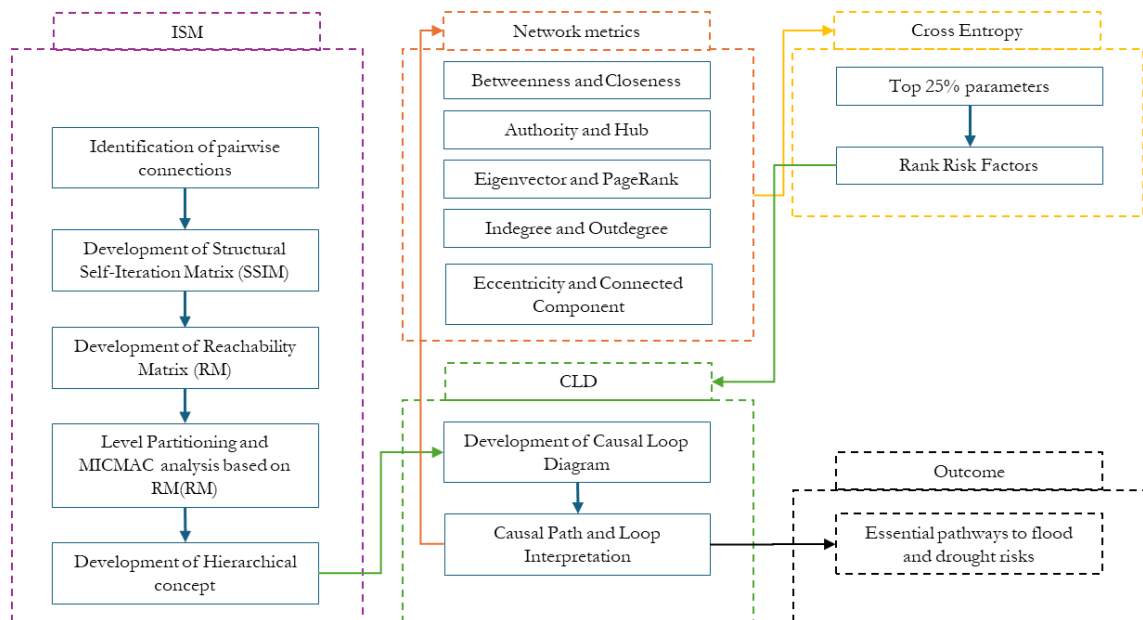 ISM
Identification of pairwise
connections
Development of Structural
Self-Iteration Matrix (SSIM)
Development of Reachability
Matrix (RM)
Level Partitioning and
MICMAC analysis based on
RM(RM)
Development of Hierarchical
concept
Network metrics
Betweenness and Closeness
Authority and Hub
Eigenvector and PageRank
Indegree and Outdegree
Eccentricity and Connected
Component
Cross Entropy
Top 25% parameters
Rank Risk Factors
CLD
Development of Causal Loop
Diagram
Causal Path and Loop
Interpretation
Outcome
Essential pathways to flood
and drought risks